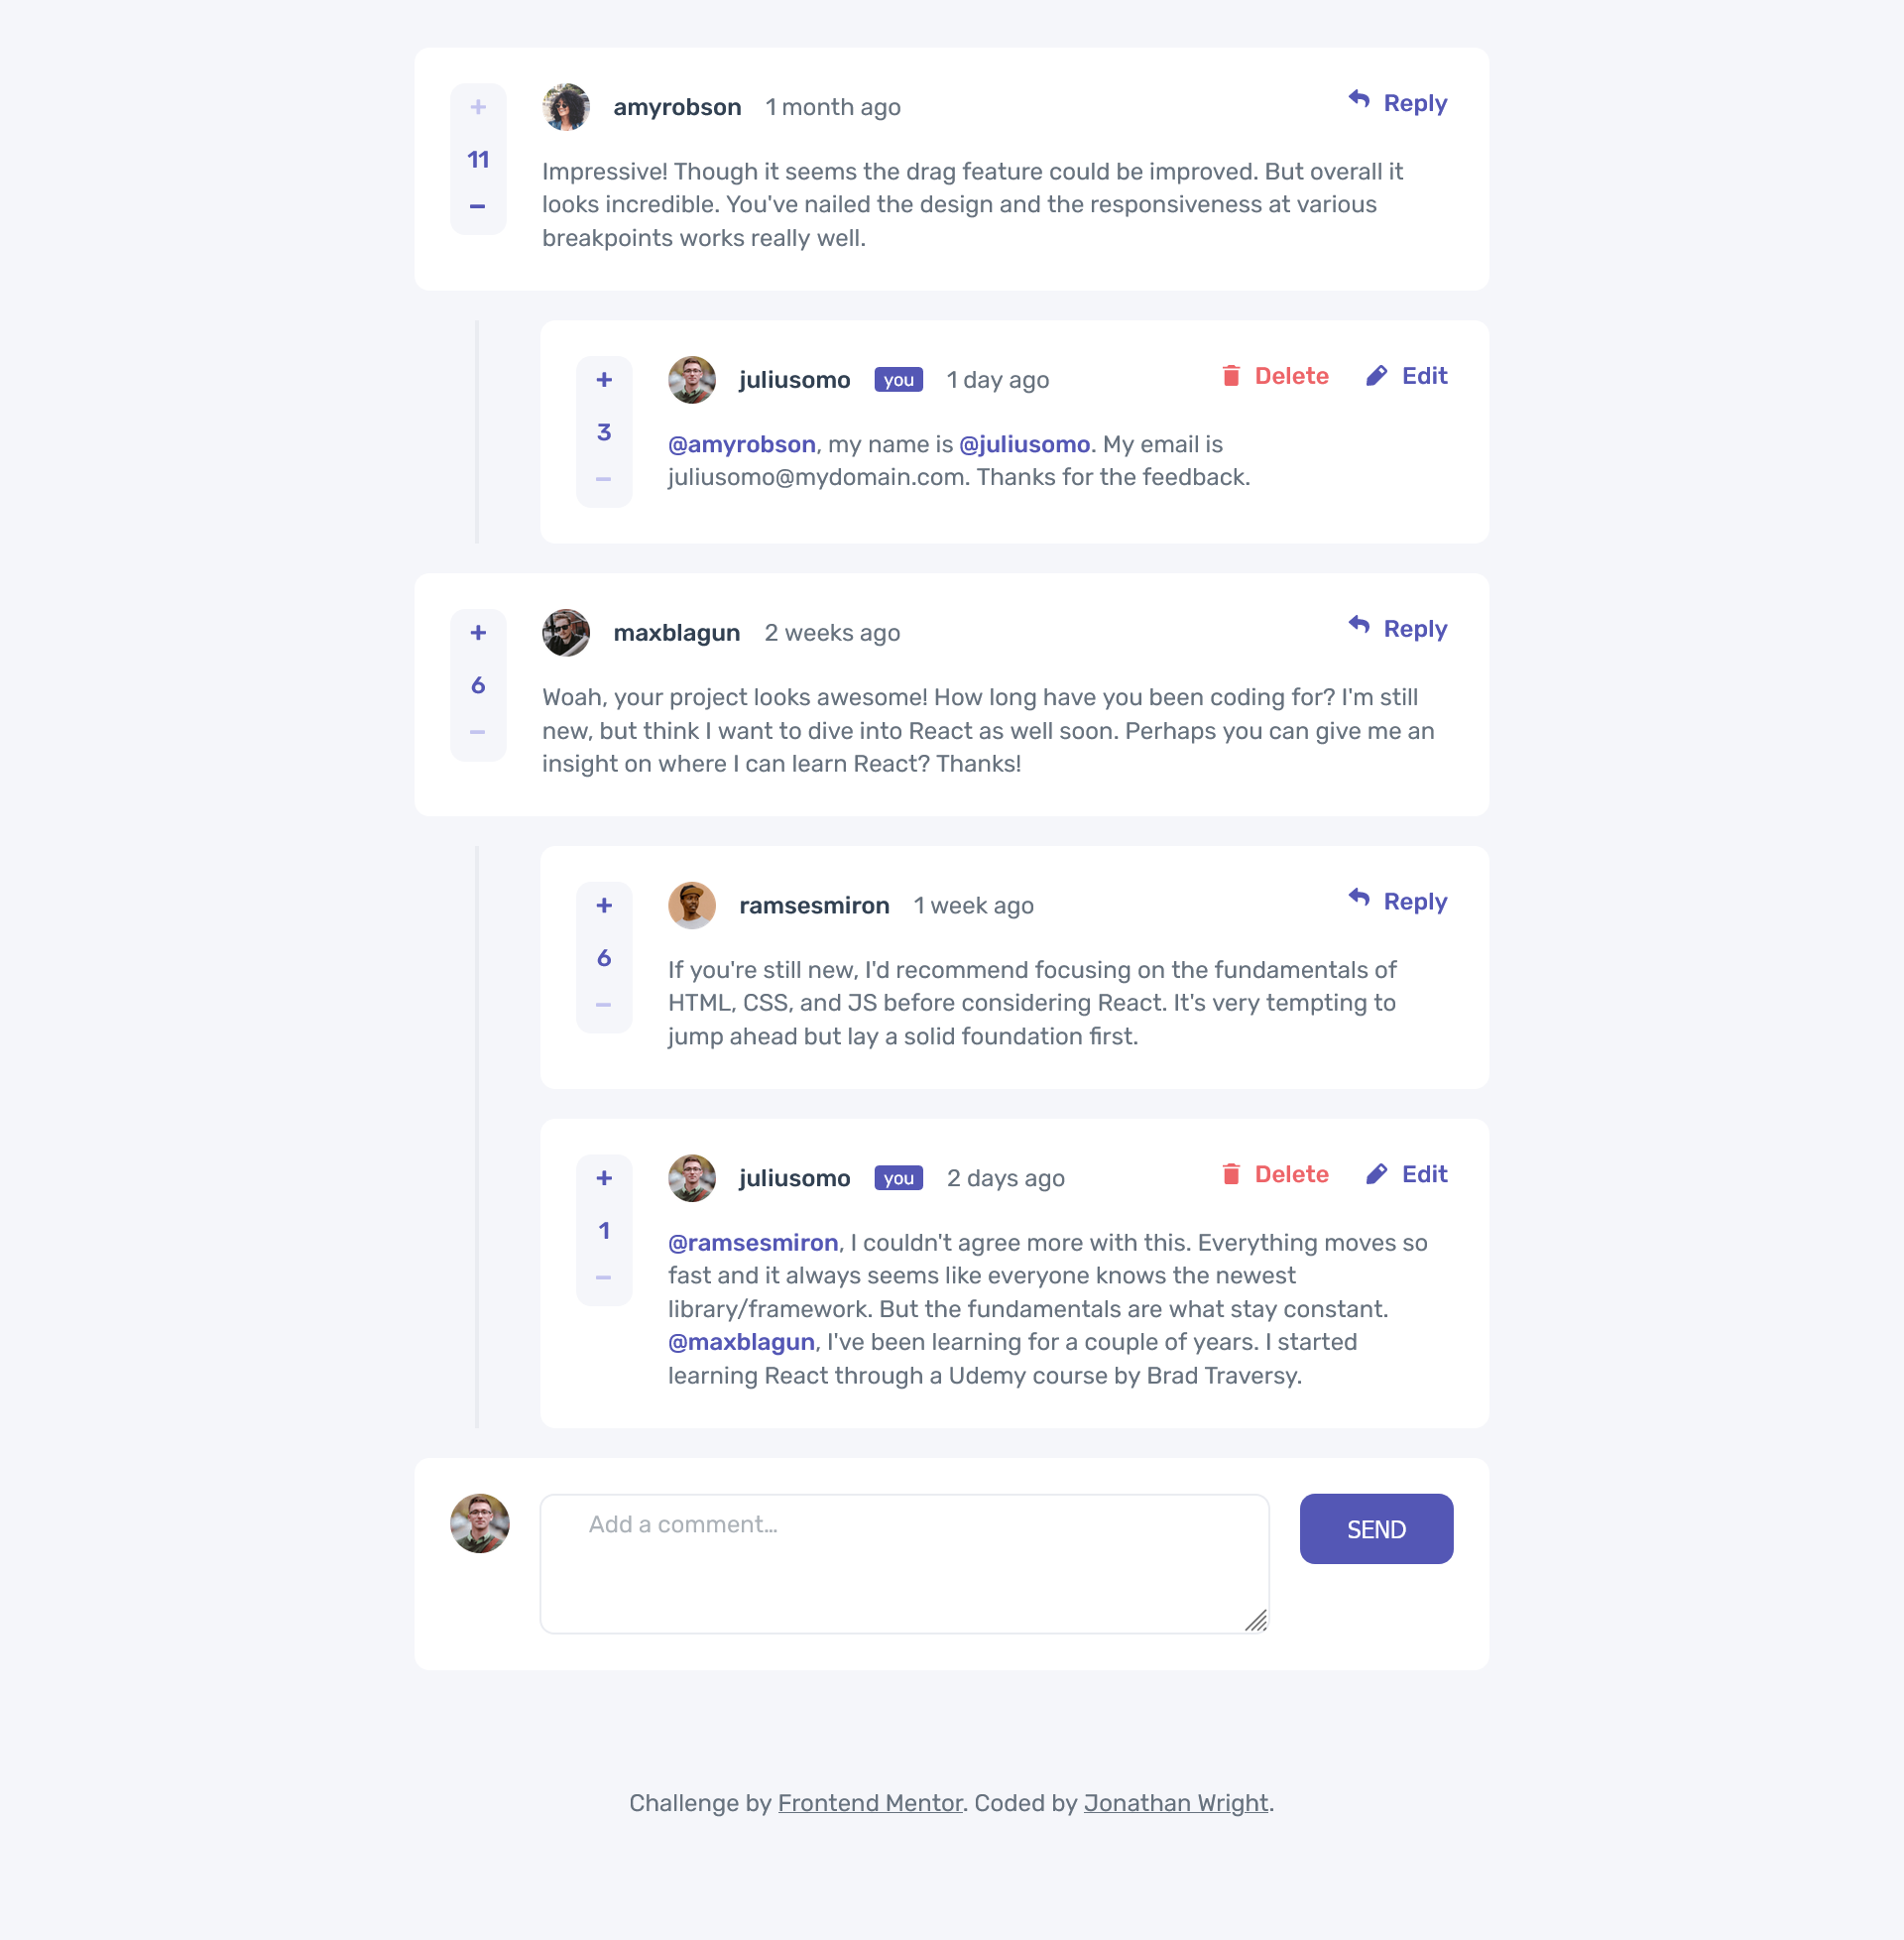 +
11
−
amyrobson 1 month ago
Reply
Impressive! Though it seems the drag feature could be improved. But overall it
looks incredible. You've nailed the design and the responsiveness at various
breakpoints works really well.
+
3
−
juliusomo you 1 day ago
Delete Edit
@amyrobson, my name is @juliusomo. My email is
juliusomo@mydomain.com. Thanks for the feedback.
+
6
−
maxblagun 2 weeks ago
Reply
Woah, your project looks awesome! How long have you been coding for? I'm still
new, but think I want to dive into React as well soon. Perhaps you can give me an
insight on where I can learn React? Thanks!
+
6
−
ramsesmiron 1 week ago
Reply
If you're still new, I'd recommend focusing on the fundamentals of
HTML, CSS, and JS before considering React. It's very tempting to
jump ahead but lay a solid foundation first.
+
1
−
juliusomo you 2 days ago
Delete Edit
@ramsesmiron, I couldn't agree more with this. Everything moves so
fast and it always seems like everyone knows the newest
library/framework. But the fundamentals are what stay constant.
@maxblagun, I've been learning for a couple of years. I started
learning React through a Udemy course by Brad Traversy.
Add a comment…
SEND
Challenge by Frontend Mentor. Coded by Jonathan Wright.